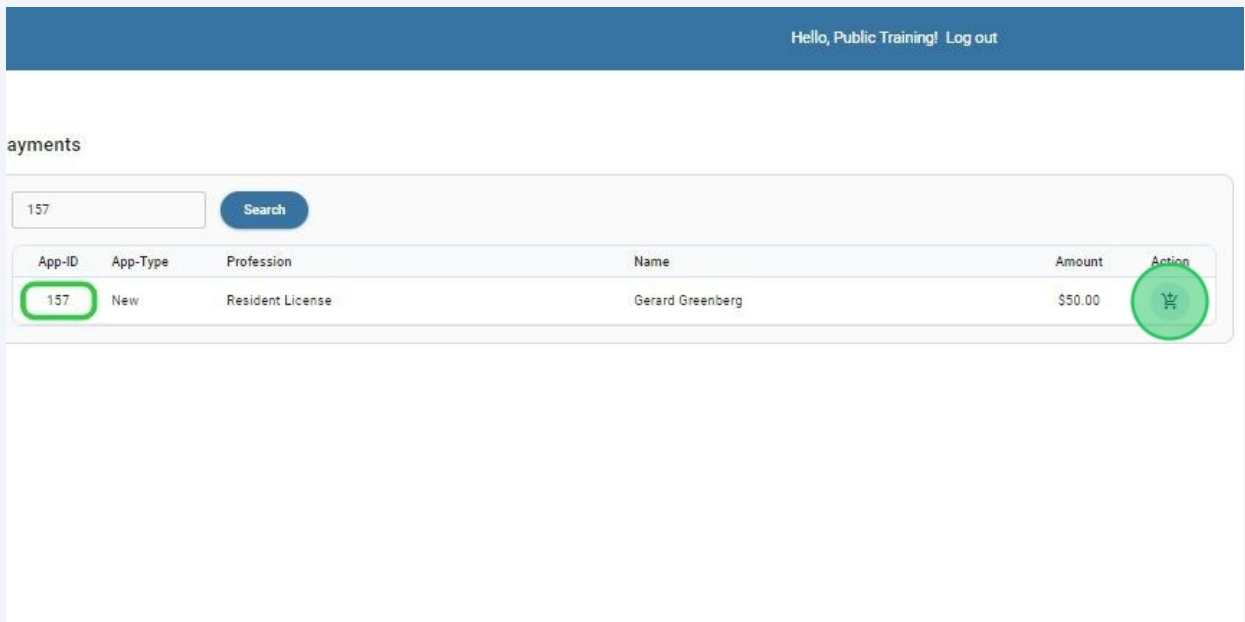 Hello, Public Training! Log out
ayments
157 Search
App-ID App-Type Profession Name Amount Action
157 New Resident License Gerard Greenberg $50.00